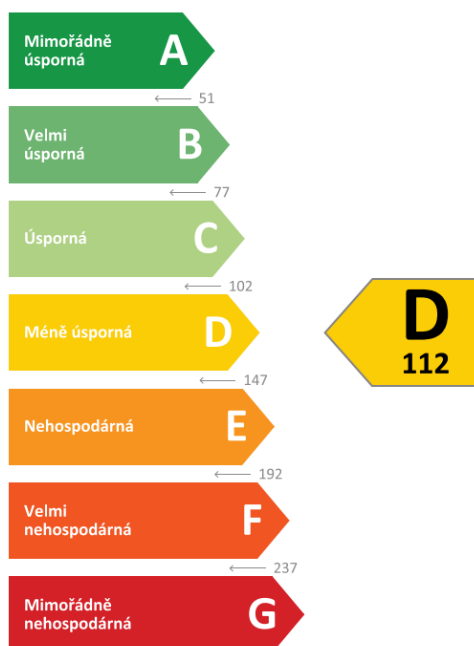 Mimořádně
úsporná
A
51
Velmi
úsporná
B
77
Úsporná
C
102
Méně úsporná
D
147
D
112
Nehospodárná
E
192
Velmi
nehospodárná
F
237
Mimořádně
nehospodárná
G